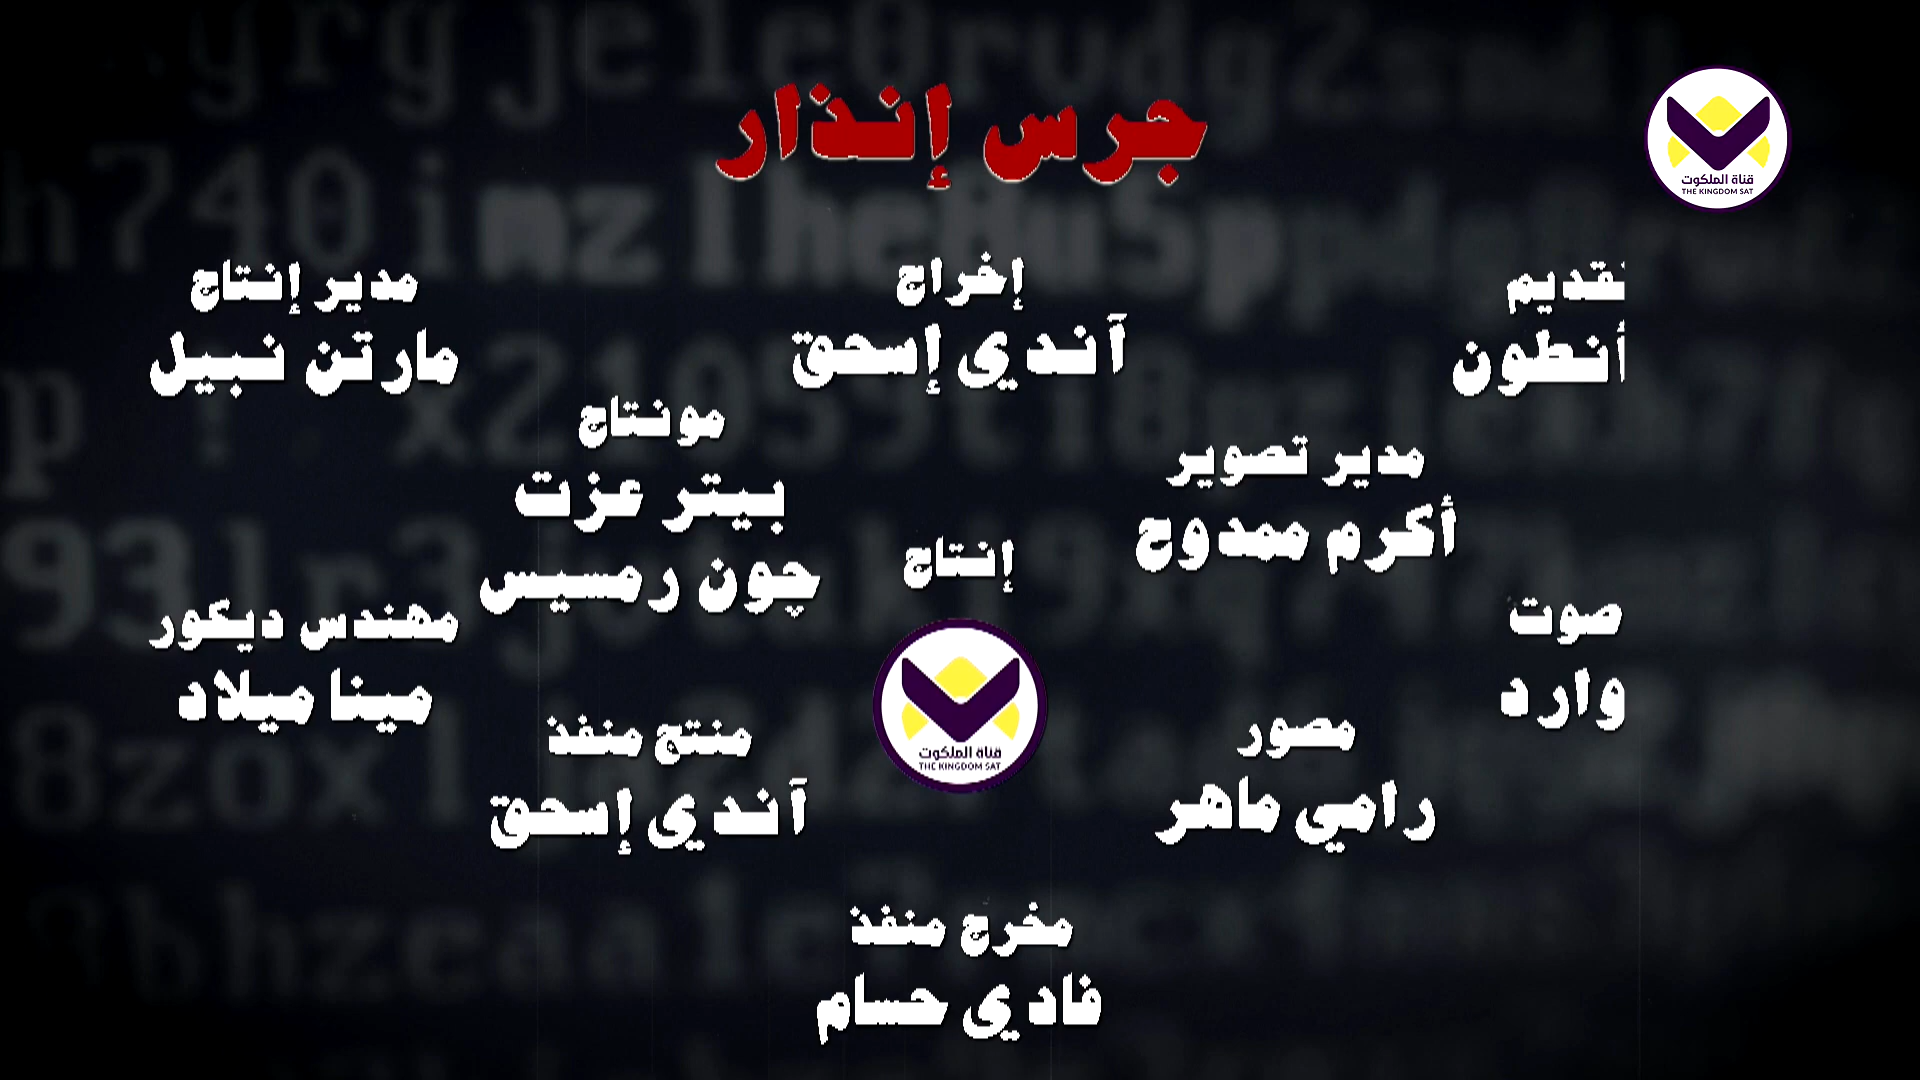 جرس إنذار
قناة الملكوت
THE KINGDOM SAT
تقديم
أنطون
إخراج
آندي إسحق
مدير إنتاج
مارتن نبيل
مدير تصوير
أكرم ممدوح
مونتاج
بيتر عزت
چون رمسيس
إنتاج
قناة الملكوت
THE KINGDOM SAT
صوت
وارد
مهندس ديكور
مينا ميلاد
مصور
رامي ماهر
منتج منفذ
آندي إسحق
مخرج منفذ
فادي حسام